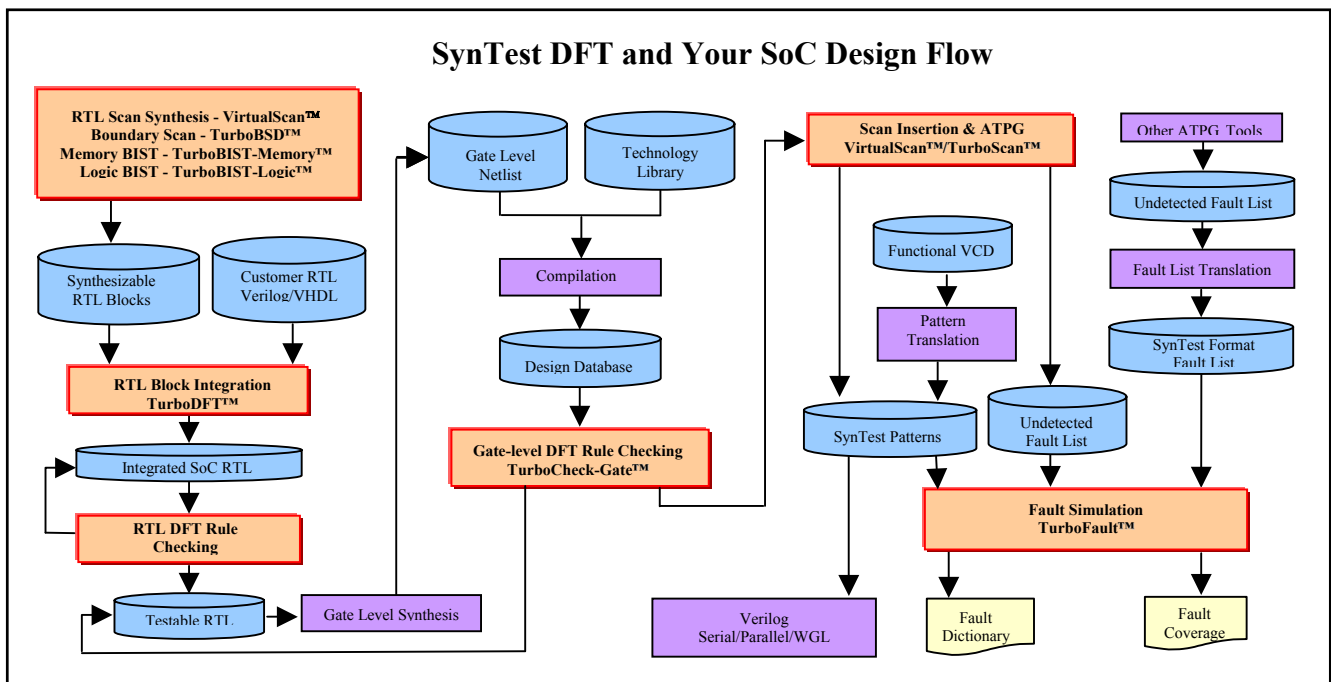 SynTest DFT and Your SoC Design Flow
RTL Scan Synthesis - VirtualScan™
Boundary Scan - TurboBSD™
Memory BIST - TurboBIST-Memory™
Logic BIST - TurboBIST-Logic™
Synthesizable
RTL Blocks
Customer RTL
Verilog/VHDL
RTL Block Integration
TurboDFT™
Integrated SoC RTL
RTL DFT Rule
Checking
Testable RTL
Gate Level Synthesis
Gate Level
Netlist
Technology
Library
Compilation
Design Database
Gate-level DFT Rule Checking
TurboCheck-Gate™
Scan Insertion & ATPG
VirtualScan™/TurboScan™
Functional VCD
Pattern
Translation
SynTest Patterns
Undetected
Fault List
Other ATPG Tools
Undetected Fault List
Fault List Translation
SynTest Format
Fault List
Fault Simulation
TurboFault™
Verilog
Serial/Parallel/WGL
Fault
Dictionary
Fault
Coverage